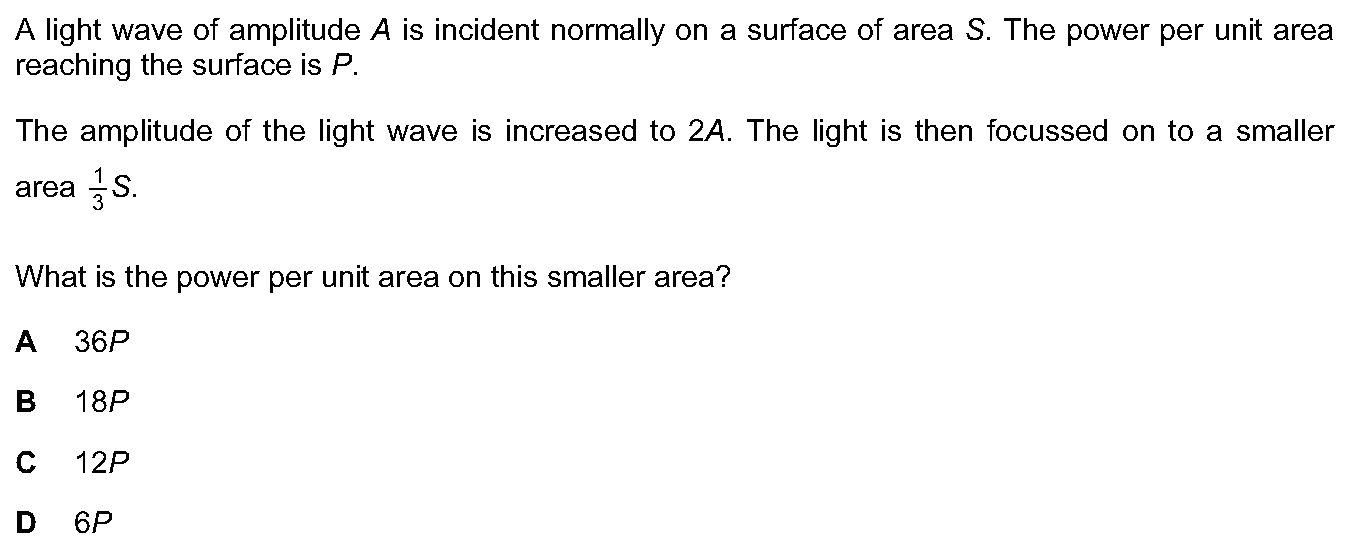 A light wave of amplitude A is incident normally on a surface of area S. The power per unit area
reaching the surface is P.
The amplitude of the light wave is increased to 2A. The light is then focussed on to a smaller
area 1/3 S.
What is the power per unit area on this smaller area?
A 36P
B 18P
C 12P
D 6P